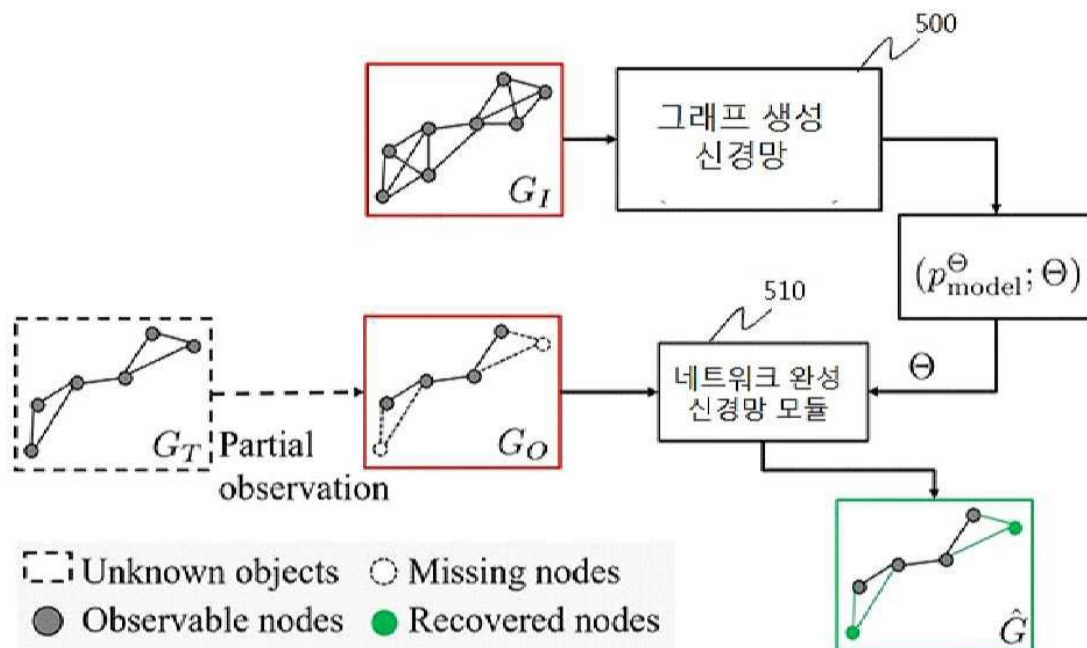 500
그래프 생성
신경망
G_I
(p_model^Θ; Θ)
510
Θ
네트워크 완성
신경망 모듈
G_T
Partial
observation
G_O
Unknown objects
Missing nodes
Observable nodes
Recovered nodes
Ĝ